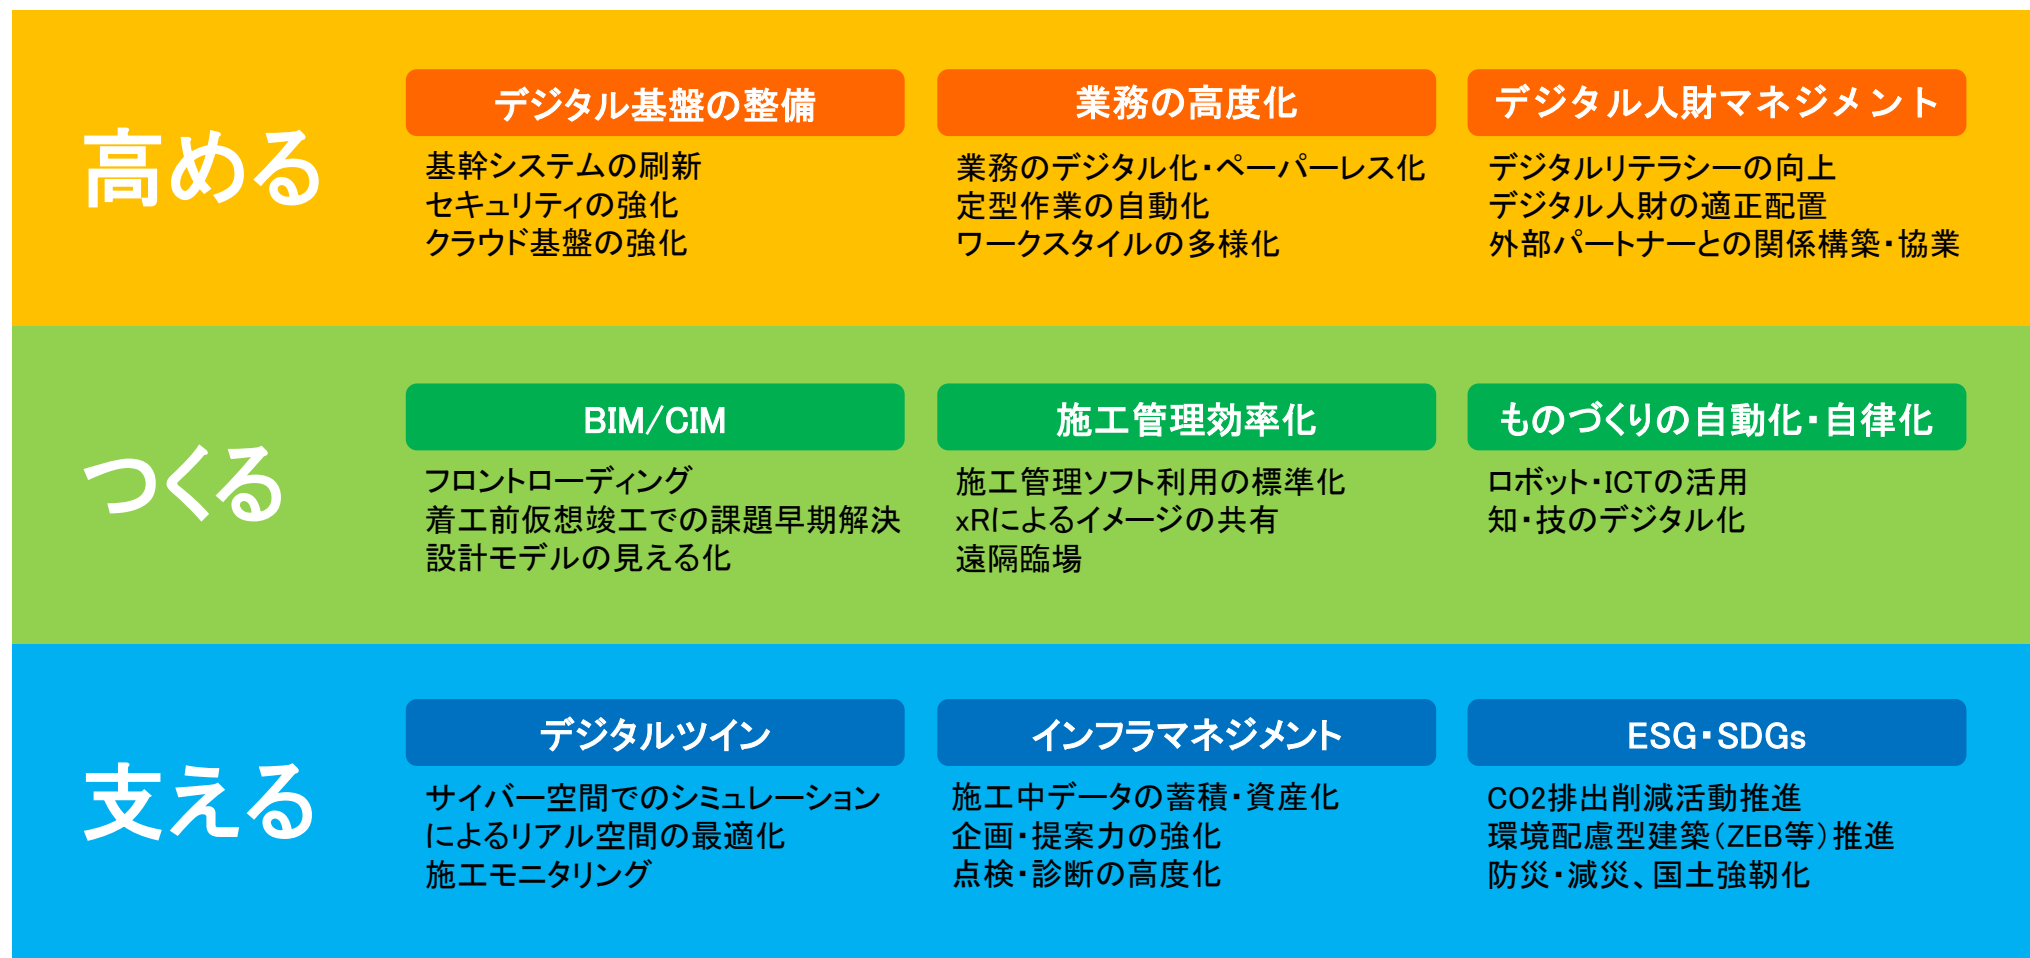 高める
デジタル基盤の整備
基幹システムの刷新
セキュリティの強化
クラウド基盤の強化
業務の高度化
業務のデジタル化・ペーパーレス化
定型作業の自動化
ワークスタイルの多様化
デジタル人財マネジメント
デジタルリテラシーの向上
デジタル人財の適正配置
外部パートナーとの関係構築・協業
つくる
BIM/CIM
フロントローディング
着工前仮想竣工での課題早期解決
設計モデルの見える化
施工管理効率化
施工管理ソフト利用の標準化
xRによるイメージの共有
遠隔臨場
ものづくりの自動化・自律化
ロボット・ICTの活用
知・技のデジタル化
支える
デジタルツイン
サイバー空間でのシミュレーション
によるリアル空間の最適化
施工モニタリング
インフラマネジメント
施工中データの蓄積・資産化
企画・提案力の強化
点検・診断の高度化
ESG・SDGs
CO2排出削減活動推進
環境配慮型建築（ZEB等）推進
防災・減災、国土強靭化